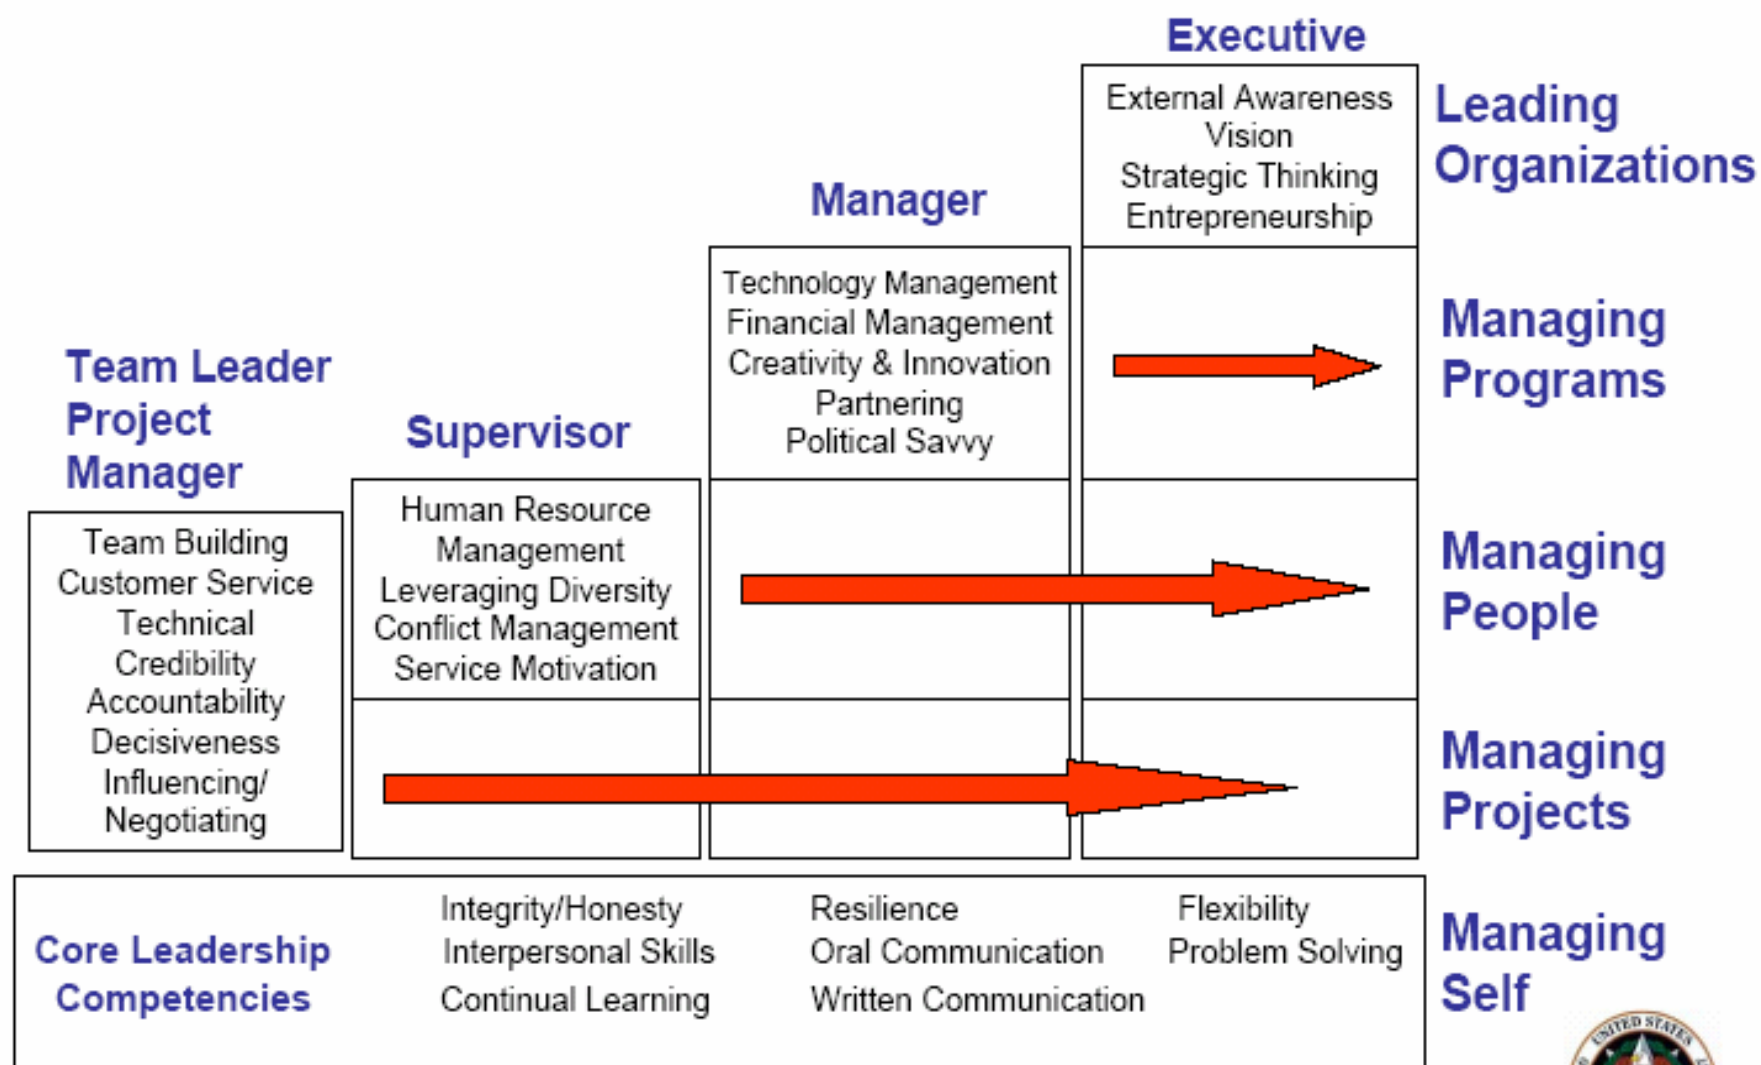 Executive
External Awareness
Vision
Strategic Thinking
Entrepreneurship
Leading
Organizations
Manager
Technology Management
Financial Management
Creativity & Innovation
Partnering
Political Savvy
Managing
Programs
Team Leader
Project
Manager
Team Building
Customer Service
Technical
Credibility
Accountability
Decisiveness
Influencing/
Negotiating
Supervisor
Human Resource
Management
Leveraging Diversity
Conflict Management
Service Motivation
Managing
People
Managing
Projects
Core Leadership
Competencies
Integrity/Honesty
Interpersonal Skills
Continual Learning
Resilience
Oral Communication
Written Communication
Flexibility
Problem Solving
Managing
Self
UNITED STATES